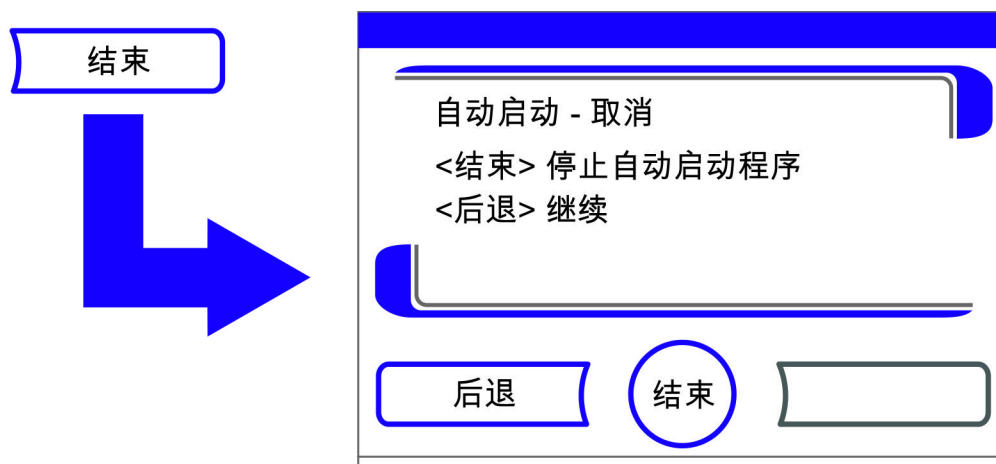 结束
自动启动 - 取消
<结束> 停止自动启动程序
<后退> 继续
后退
结束